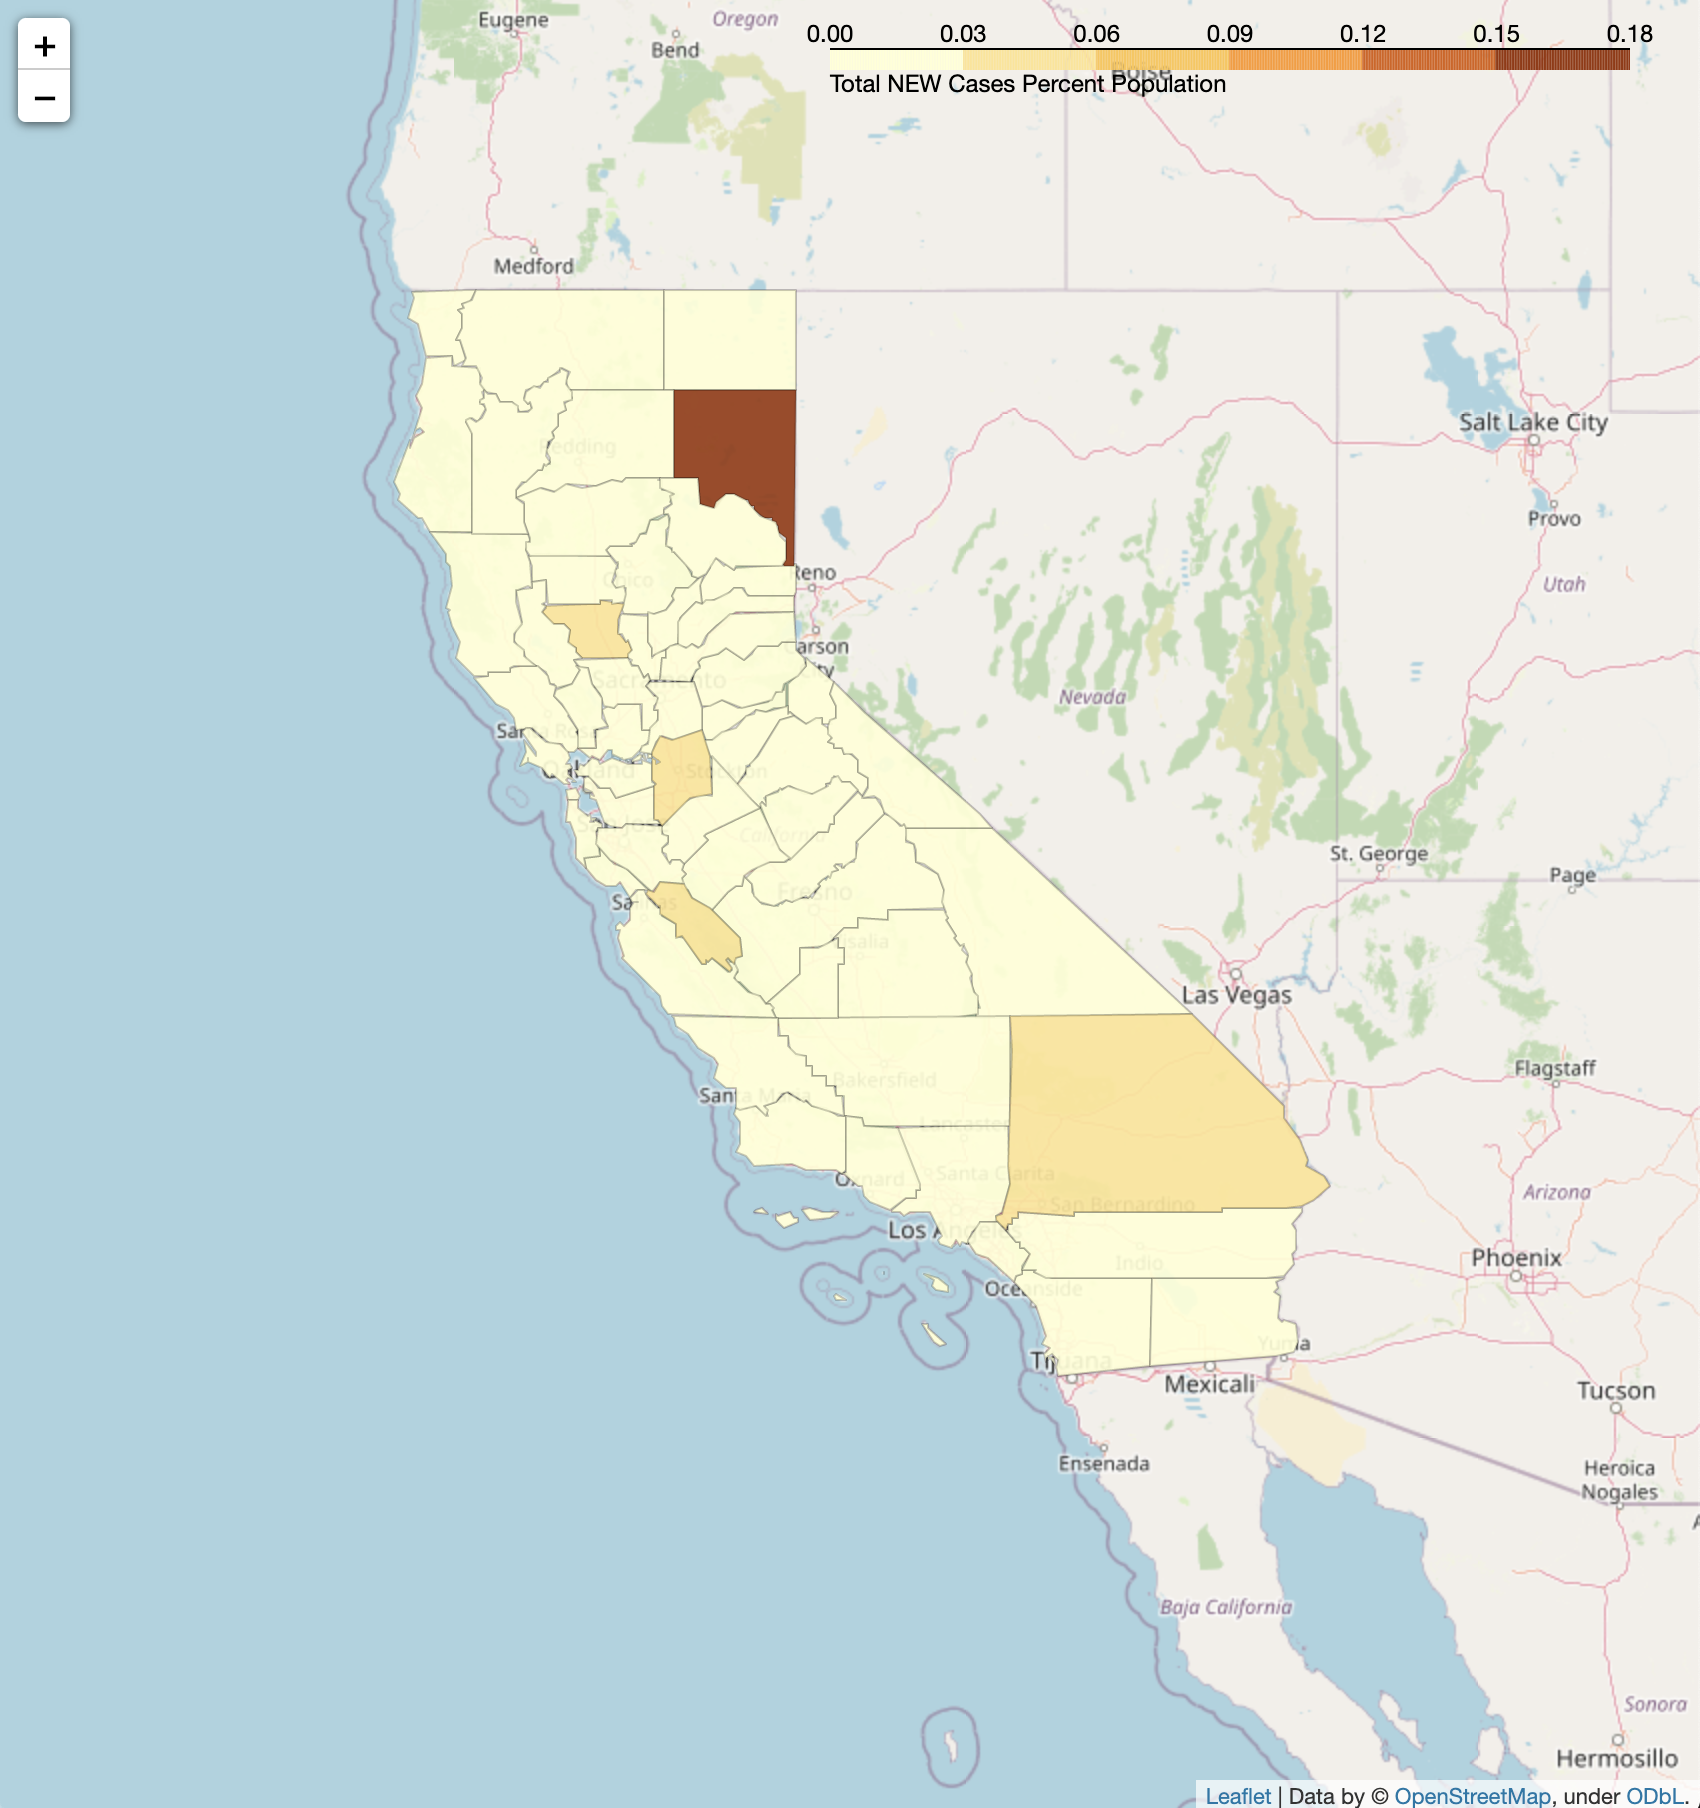 +
−
Eugene
Bend
Oregon
0.00 0.03 0.06 0.09 0.12 0.15 0.18
Boise
Total NEW Cases Percent Population
Medford
Salt Lake City
Redding
Provo
Reno
Chico
Utah
Carson
City
Sacramento
Nevada
Santa Rosa
Oakland
Stockton
San Jose
California
St. George
Page
Fresno
Salinas
Visalia
Las Vegas
Bakersfield
Flagstaff
Santa Maria
Lancaster
Oxnard
Santa Clarita
San Bernardino
Arizona
Los Angeles
Indio
Phoenix
Oceanside
Yuma
Tijuana
Mexicali
Tucson
Ensenada
Heroica
Nogales
Baja California
Sonora
Hermosillo
Leaflet | Data by © OpenStreetMap, under ODbL.